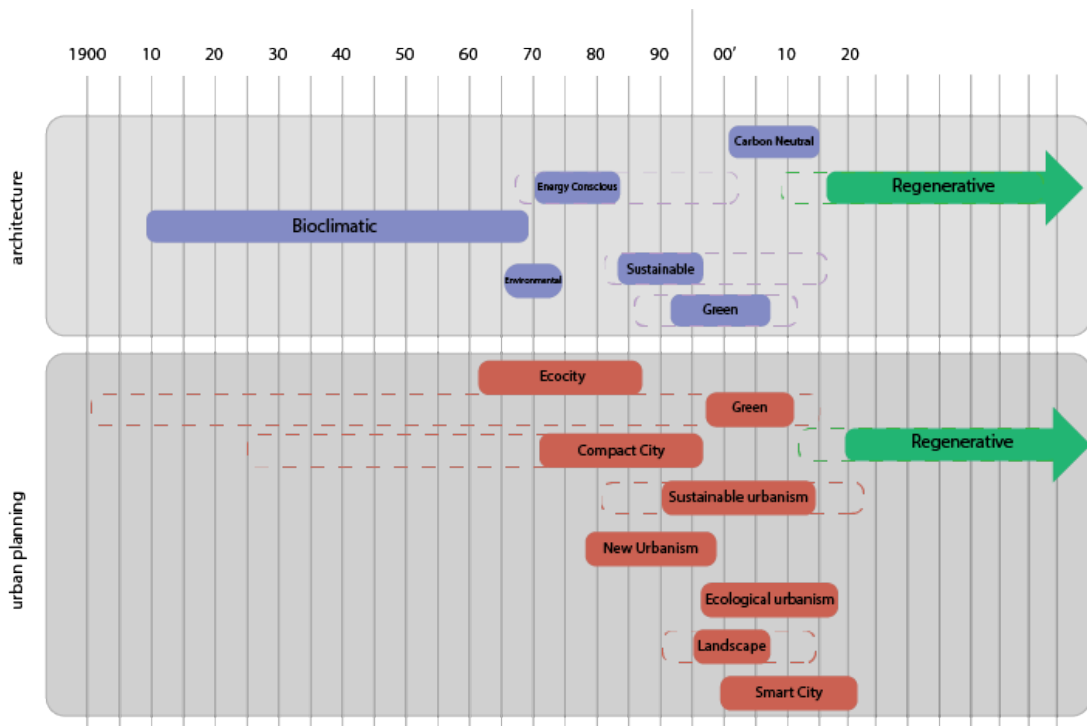 1900 10 20 30 40 50 60 70 80 90 00' 10 20
architecture
Carbon Neutral
Energy Conscious
Regenerative
Bioclimatic
Environmental
Sustainable
Green
urban planning
Ecocity
Green
Compact City
Regenerative
Sustainable urbanism
New Urbanism
Ecological urbanism
Landscape
Smart City